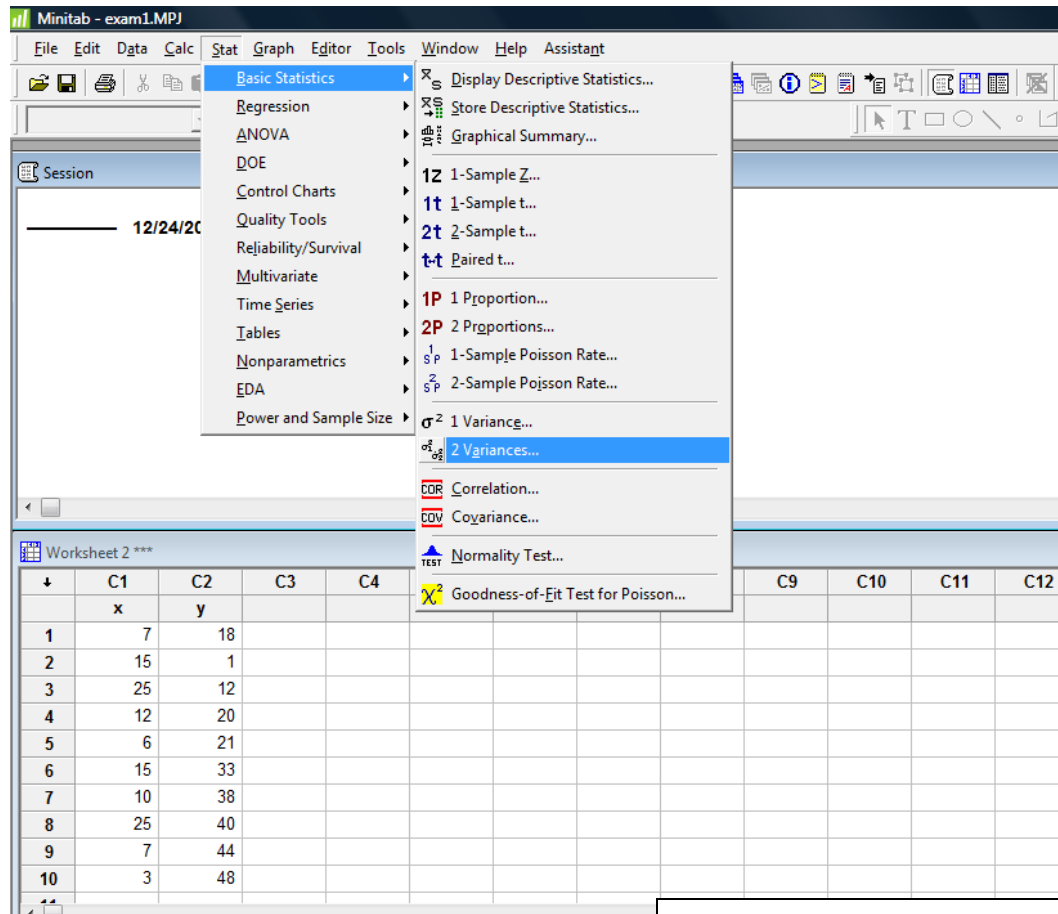 Minitab - exam1.MPJ
File Edit Data Calc Stat Graph Editor Tools Window Help Assistant
Basic Statistics
Regression
ANOVA
DOE
Control Charts
Quality Tools
Reliability/Survival
Multivariate
Time Series
Tables
Nonparametrics
EDA
Power and Sample Size
Display Descriptive Statistics...
Store Descriptive Statistics...
Graphical Summary...
1Z 1-Sample Z...
1t 1-Sample t...
2t 2-Sample t...
t-t Paired t...
1P 1 Proportion...
2P 2 Proportions...
1-Sample Poisson Rate...
2-Sample Poisson Rate...
σ² 1 Variance...
2 Variances...
COR Correlation...
COV Covariance...
TEST Normality Test...
χ² Goodness-of-Fit Test for Poisson...
Session
12/24/20
Worksheet 2 ***
C1 C2 C3 C4 C9 C10 C11 C12
x y
1 7 18
2 15 1
3 25 12
4 12 20
5 6 21
6 15 33
7 10 38
8 25 40
9 7 44
10 3 48